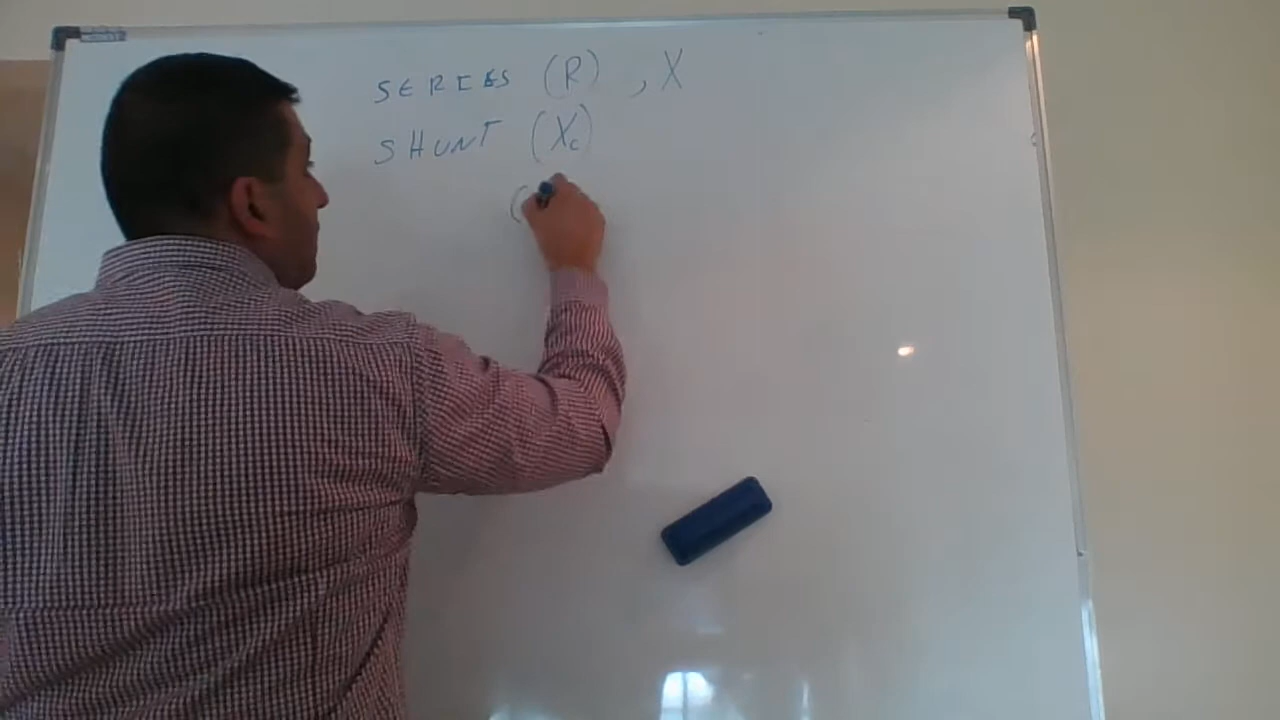 SERIES (R) , X
SHUNT (Xc)
(